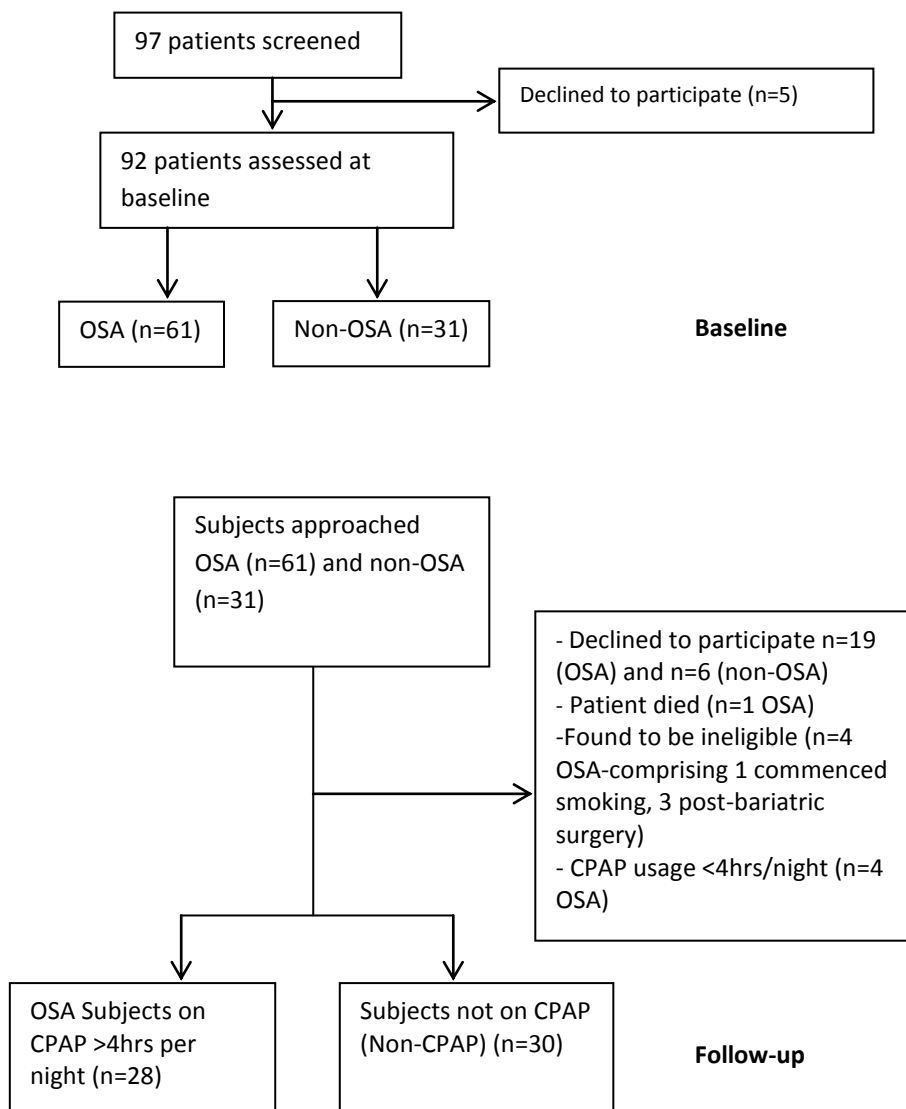 97 patients screened
Declined to participate (n=5)
92 patients assessed at
baseline
OSA (n=61)
Non-OSA (n=31)
Baseline
Subjects approached
OSA (n=61) and non-OSA
(n=31)
- Declined to participate n=19
(OSA) and n=6 (non-OSA)
- Patient died (n=1 OSA)
-Found to be ineligible (n=4
OSA-comprising 1 commenced
smoking, 3 post-bariatric
surgery)
- CPAP usage <4hrs/night (n=4
OSA)
OSA Subjects on
CPAP >4hrs per
night (n=28)
Subjects not on CPAP
(Non-CPAP) (n=30)
Follow-up